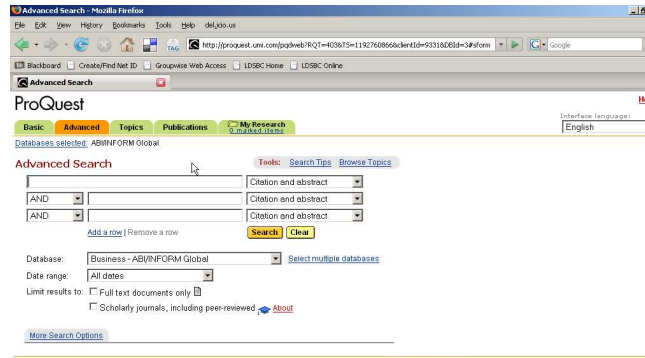 Advanced Search - Mozilla Firefox
File Edit View History Bookmarks Tools Help del.icio.us
TAG http://proquest.umi.com/pqdweb?RQT=403&TS=1192760866&clientId=9331&DBId=3#sform Google
Blackboard Create/Find Net ID Groupwise Web Access LDSBC Home LDSBC Online
Advanced Search
ProQuest
Interface language:
Basic Advanced Topics Publications My Research 0 marked items English
Databases selected: ABI/INFORM Global
Advanced Search Tools: Search Tips Browse Topics
Citation and abstract
AND Citation and abstract
AND Citation and abstract
Add a row | Remove a row Search Clear
Database: Business - ABI/INFORM Global Select multiple databases
Date range: All dates
Limit results to: Full text documents only
Scholarly journals, including peer-reviewed About
More Search Options